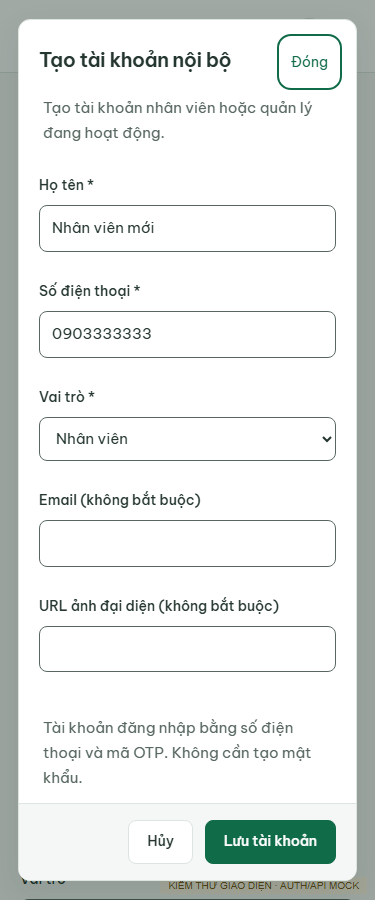 Tạo tài khoản nội bộ
Đóng
Tạo tài khoản nhân viên hoặc quản lý
đang hoạt động.
Họ tên *
Nhân viên mới
Số điện thoại *
0903333333
Vai trò *
Nhân viên
Email (không bắt buộc)
URL ảnh đại diện (không bắt buộc)
Tài khoản đăng nhập bằng số điện
thoại và mã OTP. Không cần tạo mật
khẩu.
Hủy
Lưu tài khoản
KIỂM THỬ GIAO DIỆN · AUTH/API MOCK